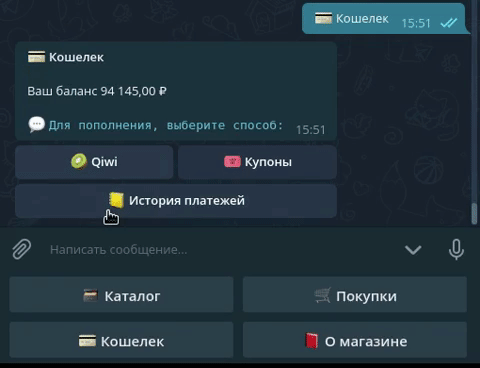 💳 Кошелек
15:51
💳 Кошелек
Ваш баланс 94 145,00 ₽
💬 Для пополнения, выберите способ:
15:51
🥝 Qiwi
🎟 Купоны
📒 История платежей
Написать сообщение...
Каталог
🛒 Покупки
💳 Кошелек
📕 О магазине